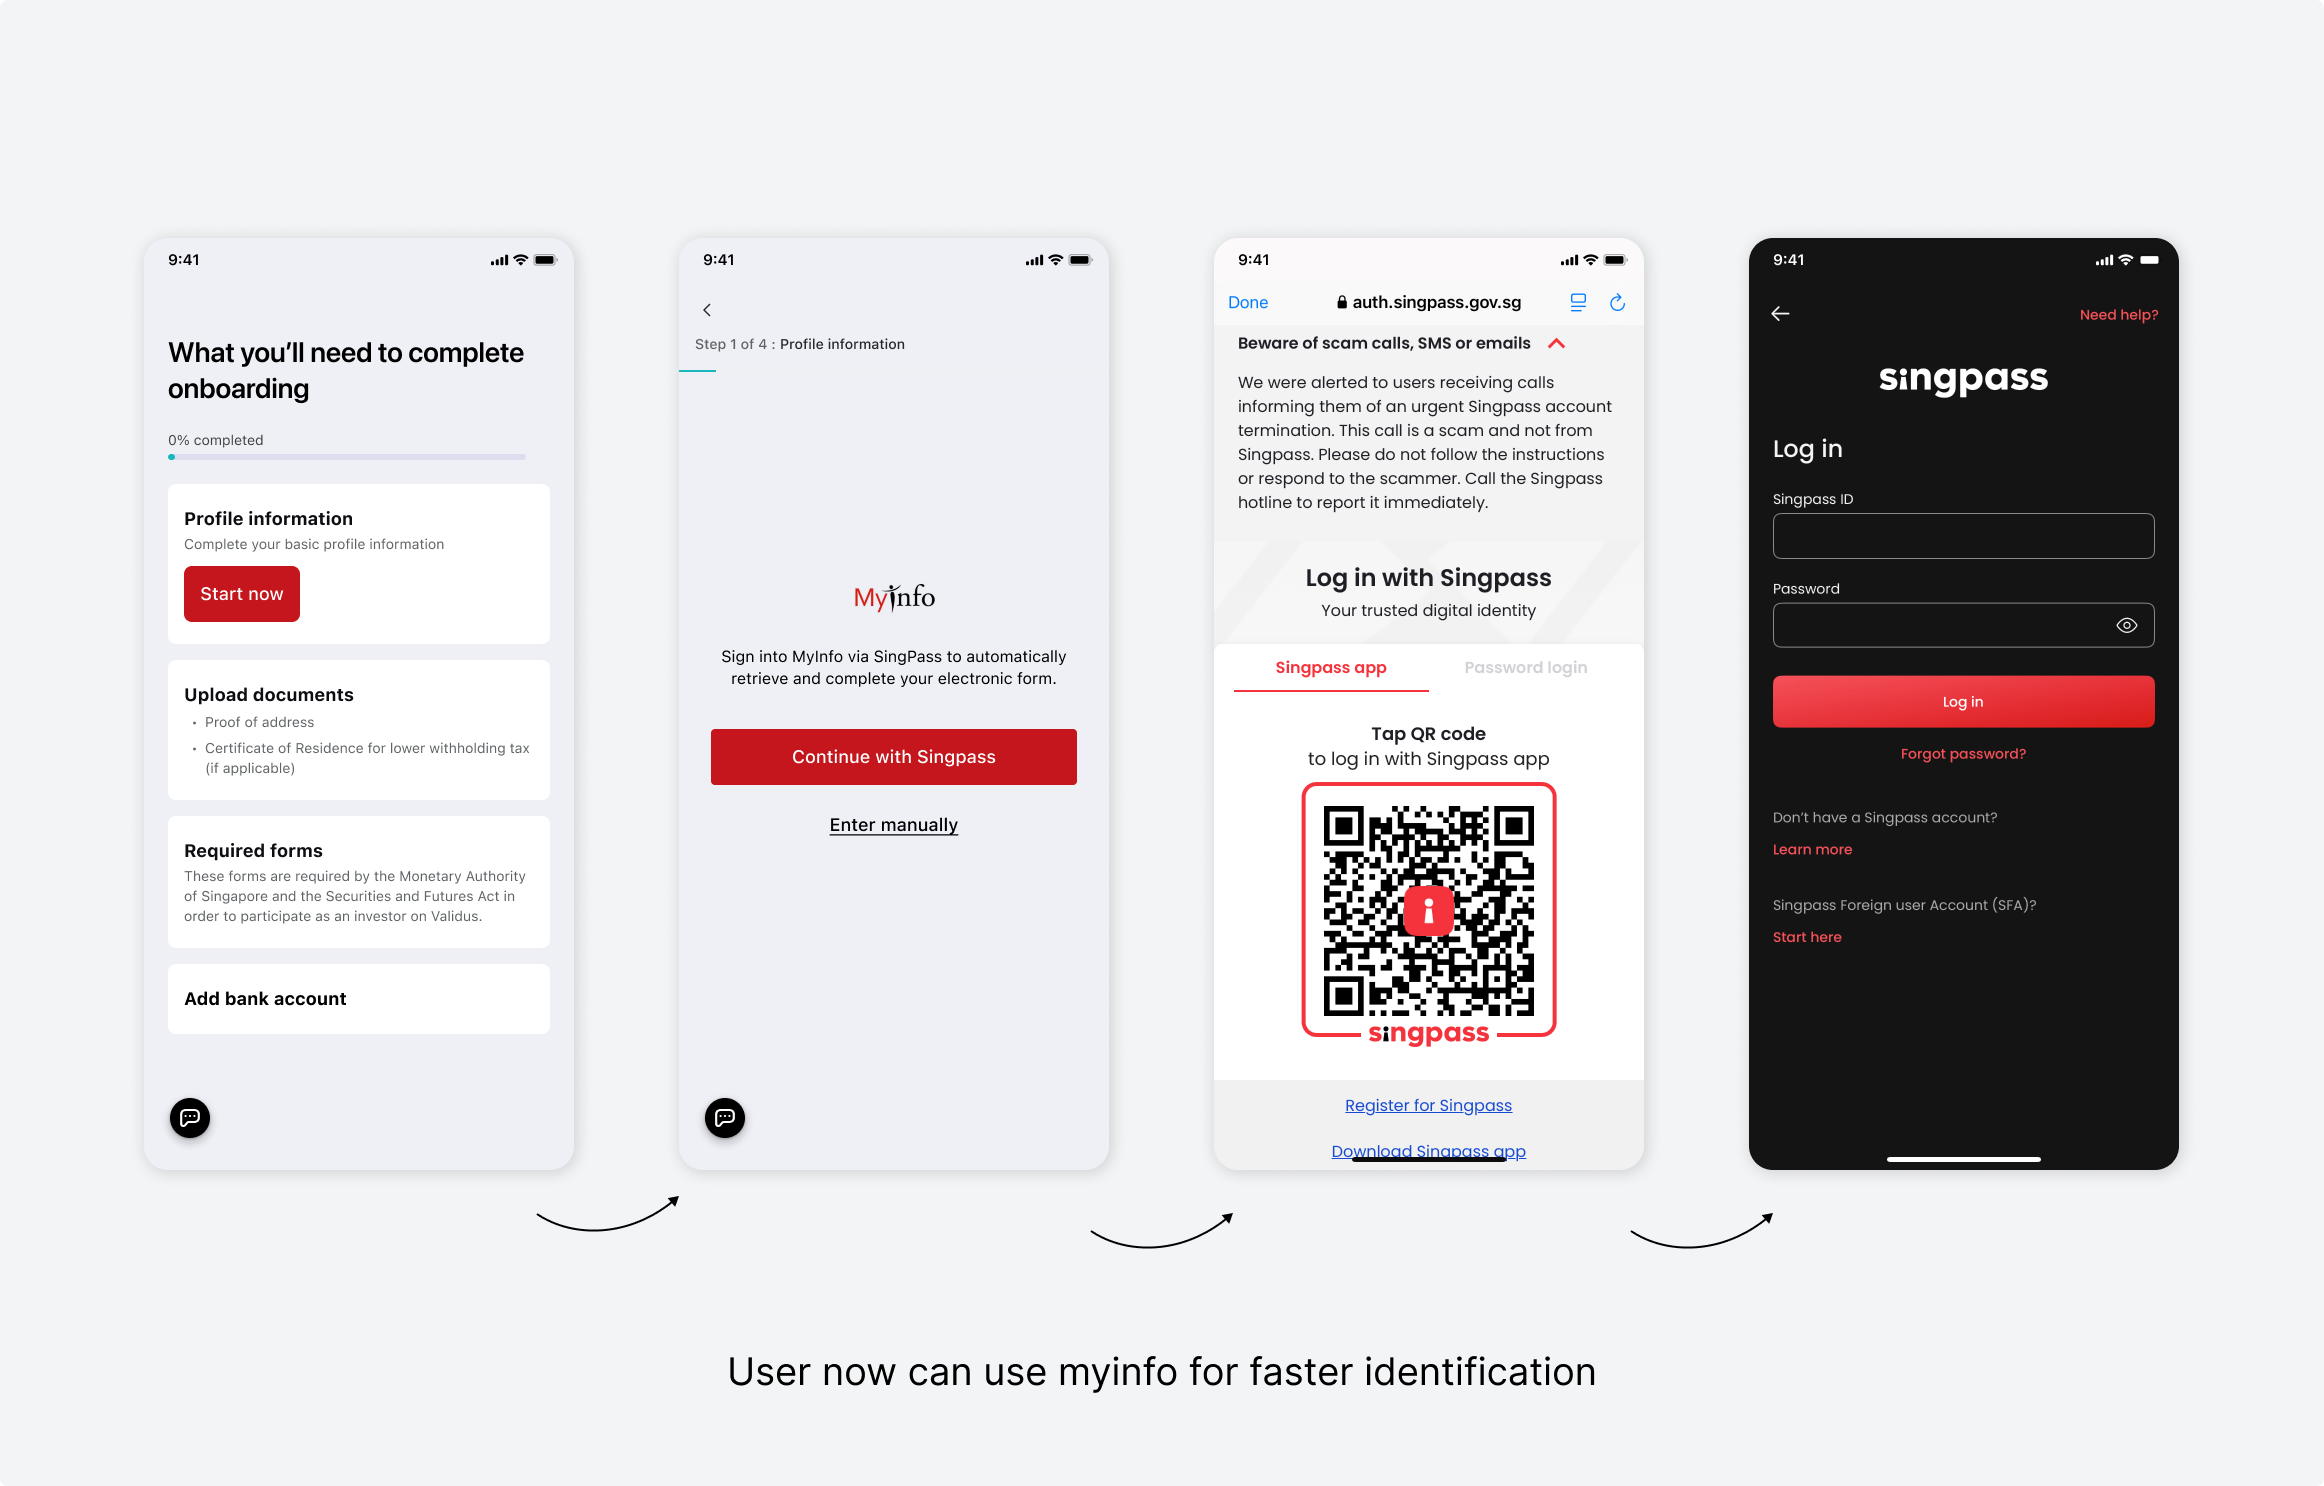 9:41
What you’ll need to complete
onboarding
0% completed
Profile information
Complete your basic profile information
Start now
Upload documents
• Proof of address
• Certificate of Residence for lower withholding tax
(if applicable)
Required forms
These forms are required by the Monetary Authority
of Singapore and the Securities and Futures Act in
order to participate as an investor on Validus.
Add bank account
9:41
Step 1 of 4 : Profile information
MyInfo
Sign into MyInfo via SingPass to automatically
retrieve and complete your electronic form.
Continue with Singpass
Enter manually
9:41
Done
auth.singpass.gov.sg
Beware of scam calls, SMS or emails
We were alerted to users receiving calls
informing them of an urgent Singpass account
termination. This call is a scam and not from
Singpass. Please do not follow the instructions
or respond to the scammer. Call the Singpass
hotline to report it immediately.
Log in with Singpass
Your trusted digital identity
Singpass app
Password login
Tap QR code
to log in with Singpass app
singpass
Register for Singpass
Download Singpass app
9:41
Need help?
singpass
Log in
Singpass ID
Password
Log in
Forgot password?
Don’t have a Singpass account?
Learn more
Singpass Foreign user Account (SFA)?
Start here
User now can use myinfo for faster identification